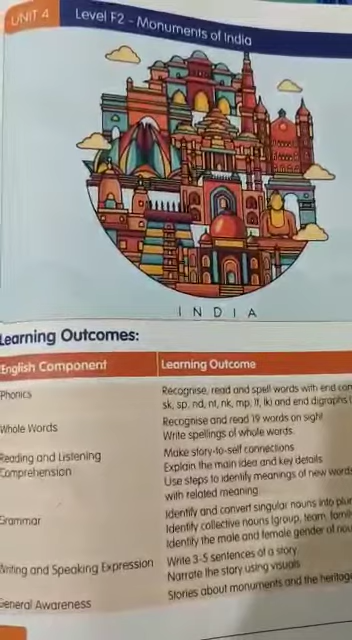 UNIT 4
Level F2 - Monuments of India
INDIA
Learning Outcomes:
English Component
Learning Outcome
Phonics
Recognise, read and spell words with end
sk, sp, nd, nt, nk, mp, lt, lk) and end digraphs
Whole Words
Recognise and read 19 words on sight
Write spellings of whole words
Reading and Listening
Comprehension
Make story-to-self connections
Explain the main idea and key details
Use steps to identify meanings of new words
with related meaning
Grammar
Identify and convert singular nouns into
Identify collective nouns (group, team,
Identify the male and female gender of
Writing and Speaking Expression
Write 3-5 sentences of a story
Narrate the story using visuals
General Awareness
Stories about monuments and the heritage